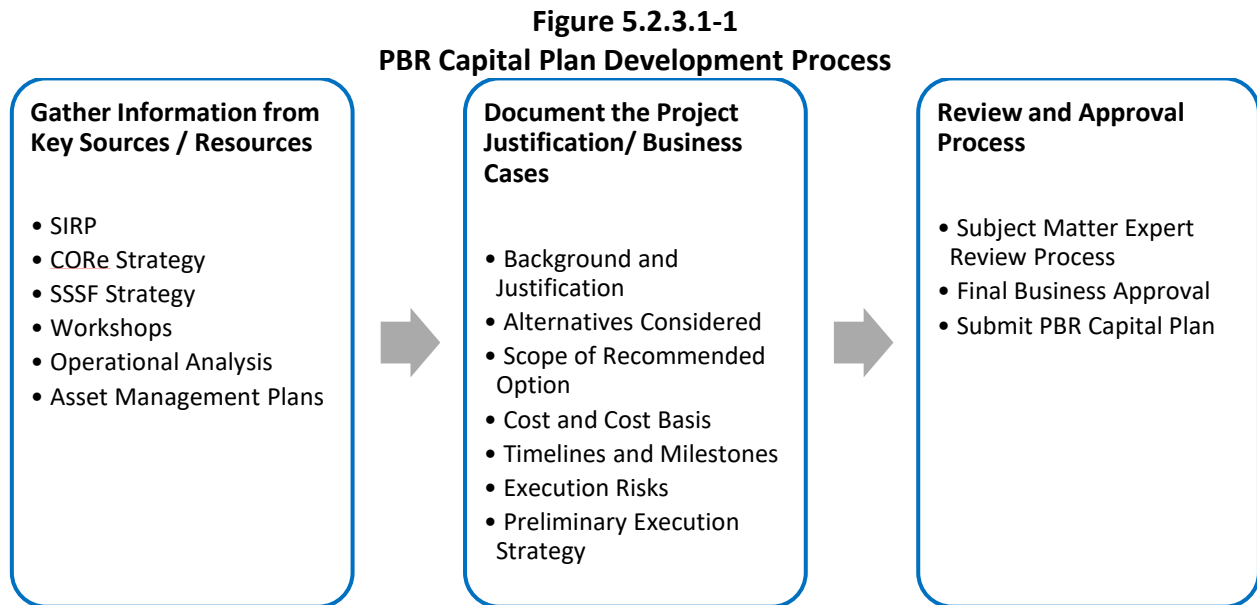 Figure 5.2.3.1-1
PBR Capital Plan Development Process
Gather Information from
Key Sources / Resources
• SIRP
• CORe Strategy
• SSSF Strategy
• Workshops
• Operational Analysis
• Asset Management Plans
Document the Project
Justification/ Business
Cases
• Background and
Justification
• Alternatives Considered
• Scope of Recommended
Option
• Cost and Cost Basis
• Timelines and Milestones
• Execution Risks
• Preliminary Execution
Strategy
Review and Approval
Process
• Subject Matter Expert
Review Process
• Final Business Approval
• Submit PBR Capital Plan